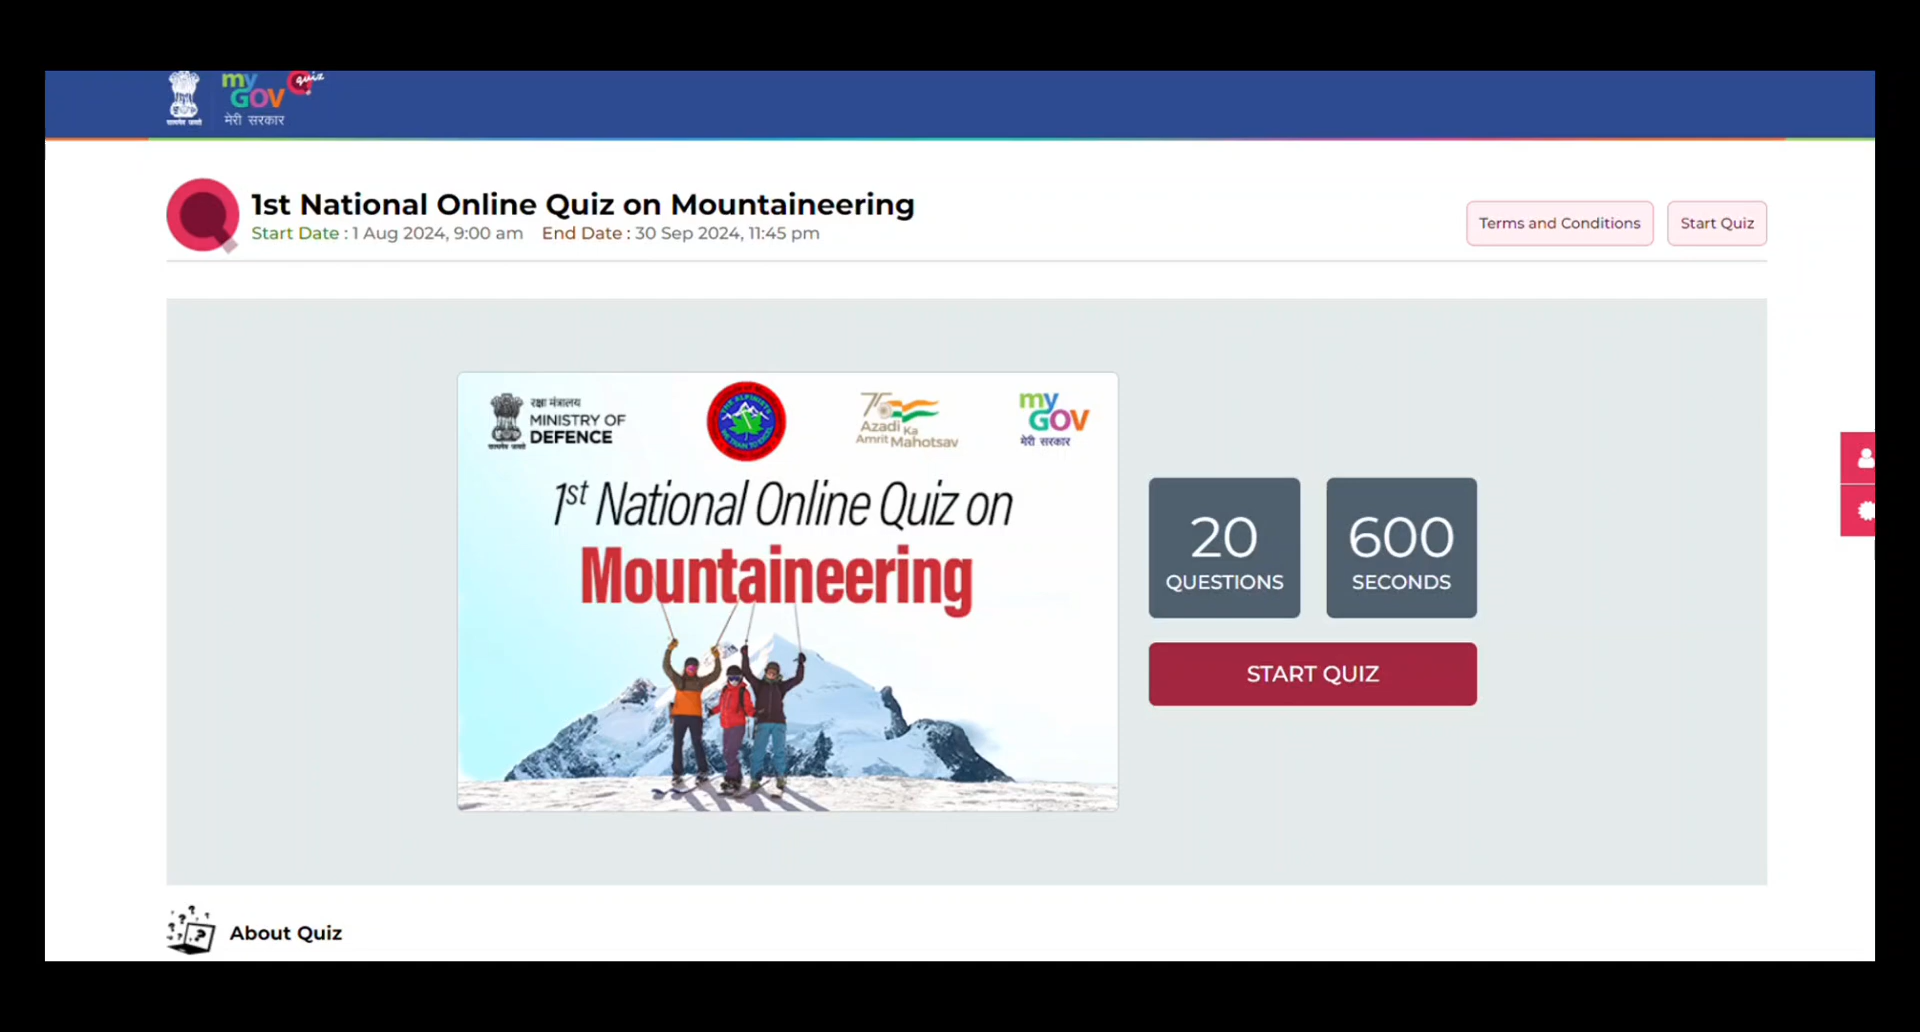 my GOV quiz
मेरी सरकार
1st National Online Quiz on Mountaineering
Start Date : 1 Aug 2024, 9:00 am End Date : 30 Sep 2024, 11:45 pm
Terms and Conditions
Start Quiz
रक्षा मंत्रालय
MINISTRY OF
DEFENCE
75
Azadi Ka
Amrit Mahotsav
my
GOV
मेरी सरकार
1st National Online Quiz on
Mountaineering
20
QUESTIONS
600
SECONDS
START QUIZ
About Quiz